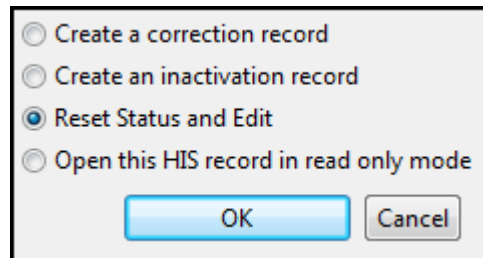 Create a correction record
Create an inactivation record
Reset Status and Edit
Open this HIS record in read only mode
OK
Cancel